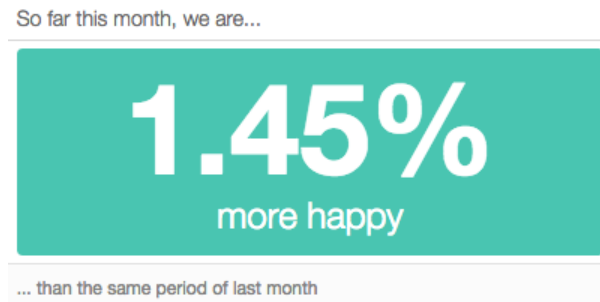 So far this month, we are...
1.45%
more happy
... than the same period of last month